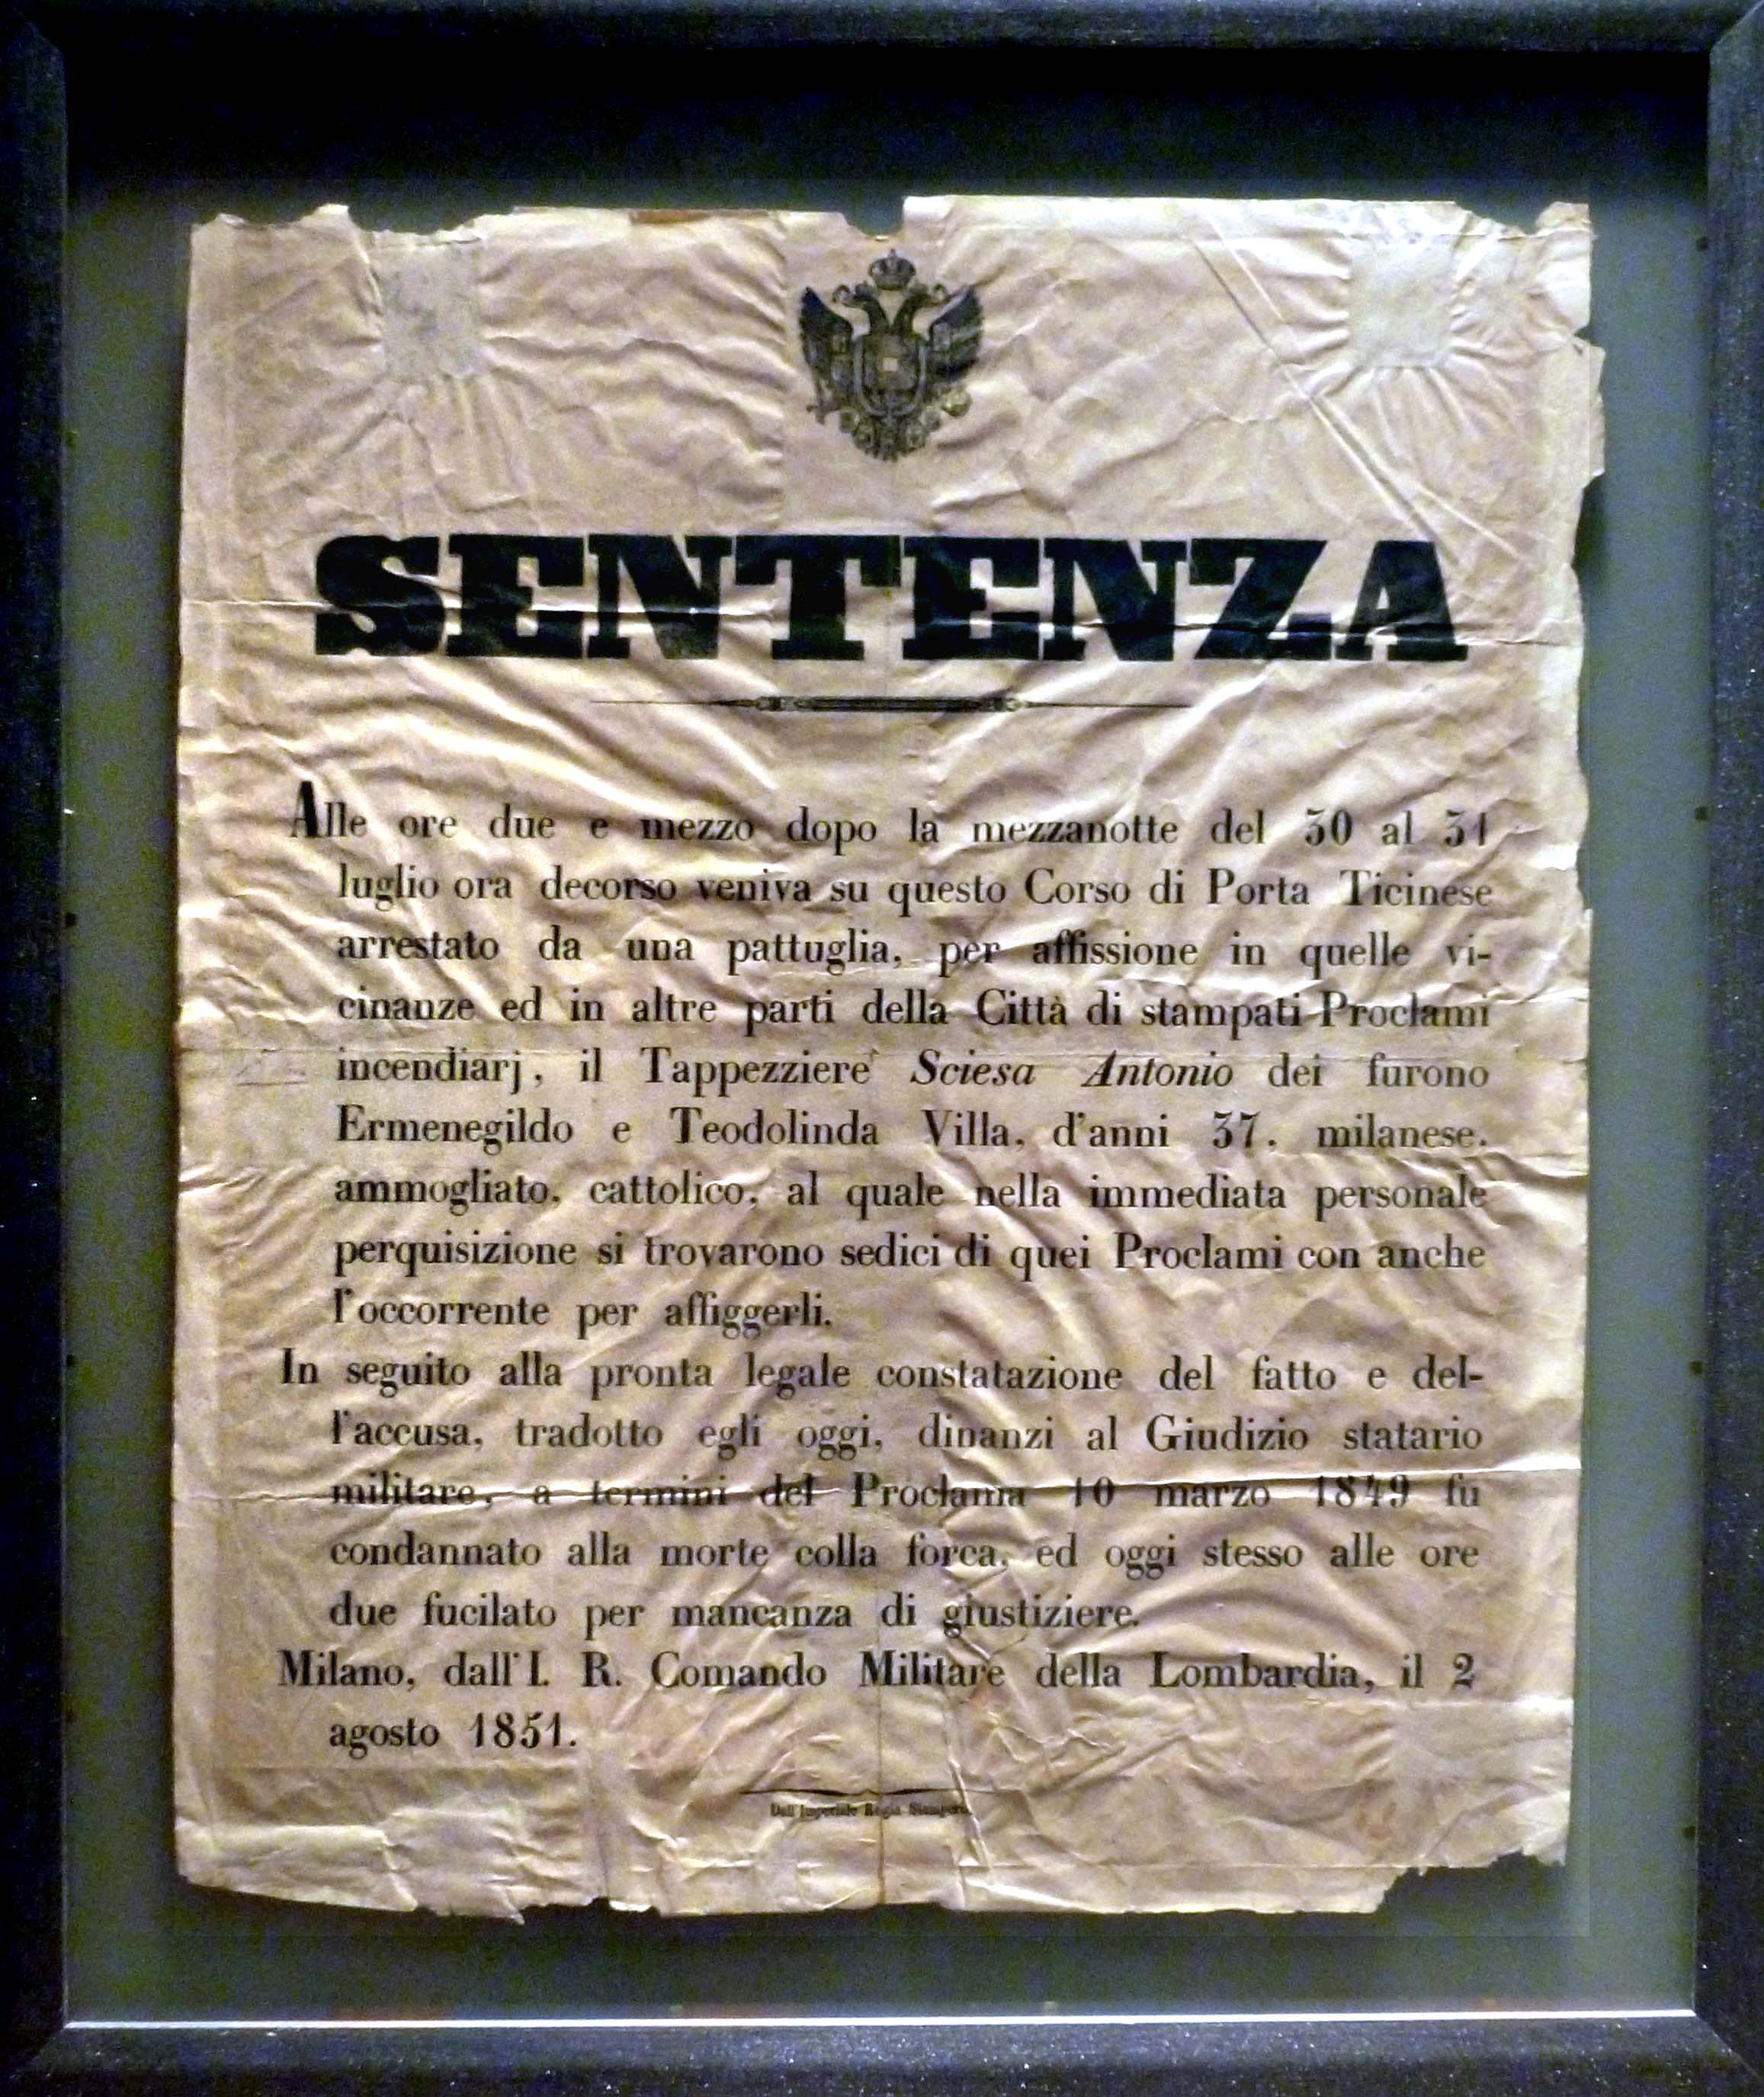 SENTENZA
Alle ore due e mezzo dopo la mezzanotte del 30 al 31
luglio ora decorso veniva su questo Corso di Porta Ticinese
arrestato da una pattuglia, per affissione in quelle vi-
cinanze ed in altre parti della Città di stampati Proclami
incendiarj, il Tappezziere Sciesa Antonio dei furono
Ermenegildo e Teodolinda Villa, d'anni 37, milanese,
ammogliato, cattolico, al quale nella immediata personale
perquisizione si trovarono sedici di quei Proclami con anche
l'occorrente per affiggerli.
In seguito alla pronta legale constatazione del fatto e del-
l'accusa, tradotto egli oggi, dinanzi al Giudizio statario
militare, a termini del Proclama 10 marzo 1849 fu
condannato alla morte colla forca, ed oggi stesso alle ore
due fucilato per mancanza di giustiziere.
Milano, dall'I. R. Comando Militare della Lombardia, il 2
agosto 1851.
Dall'Imperiale Regia Stamperia